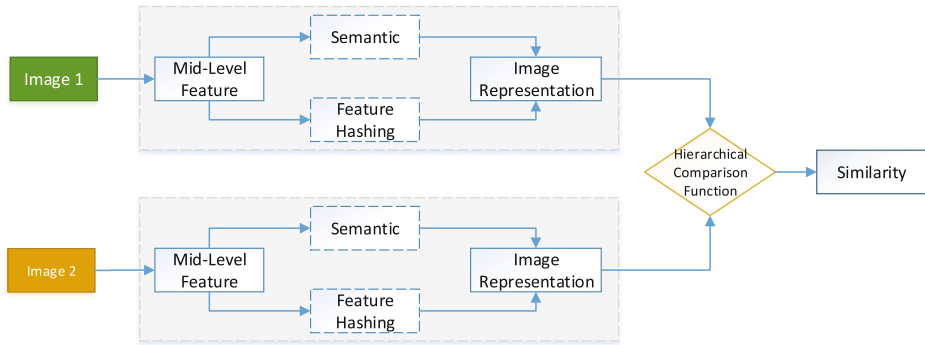 Image 1
Mid-Level
Feature
Semantic
Feature
Hashing
Image
Representation
Hierarchical
Comparison
Function
Similarity
Image 2
Mid-Level
Feature
Semantic
Feature
Hashing
Image
Representation